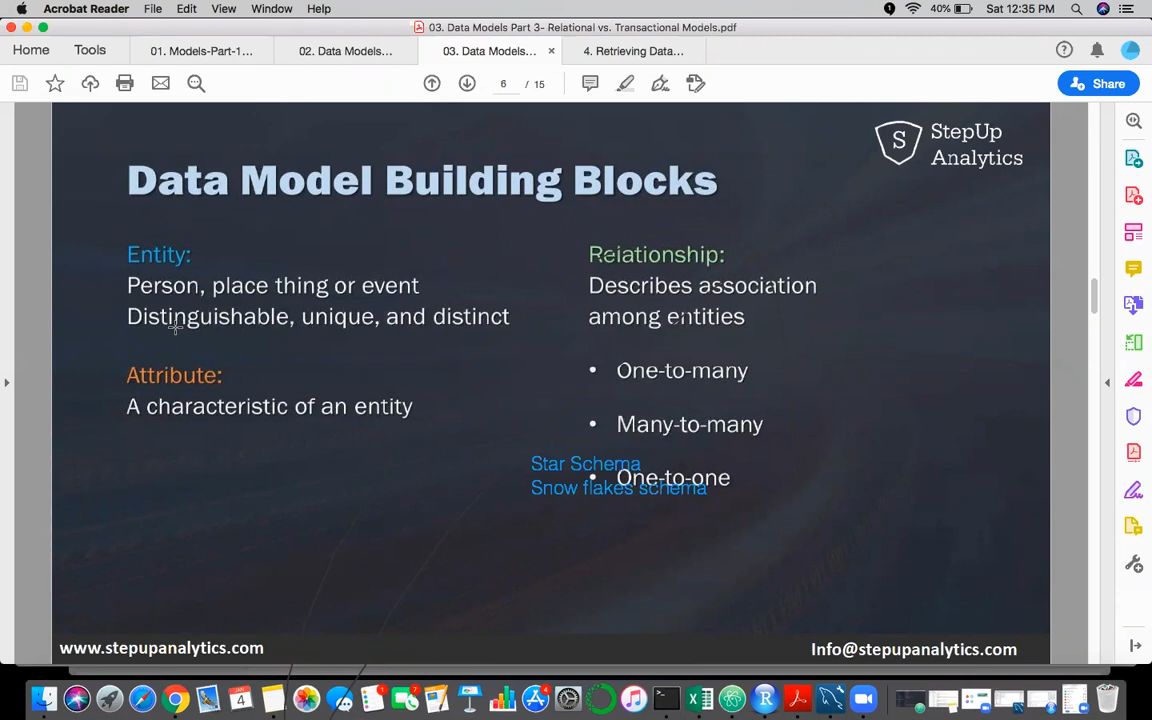 Acrobat Reader File Edit View Window Help
1 40% Sat 12:35 PM
03. Data Models Part 3- Relational vs. Transactional Models.pdf
Home Tools 01. Models-Part-1... 02. Data Models... 03. Data Models... × 4. Retrieving Data...
6 / 15 Share
S StepUp
Analytics
Data Model Building Blocks
Entity:
Person, place thing or event
Distinguishable, unique, and distinct
Attribute:
A characteristic of an entity
Relationship:
Describes association
among entities
• One-to-many
• Many-to-many
Star Schema
• One-to-one
Snow flakes schema
www.stepupanalytics.com Info@stepupanalytics.com